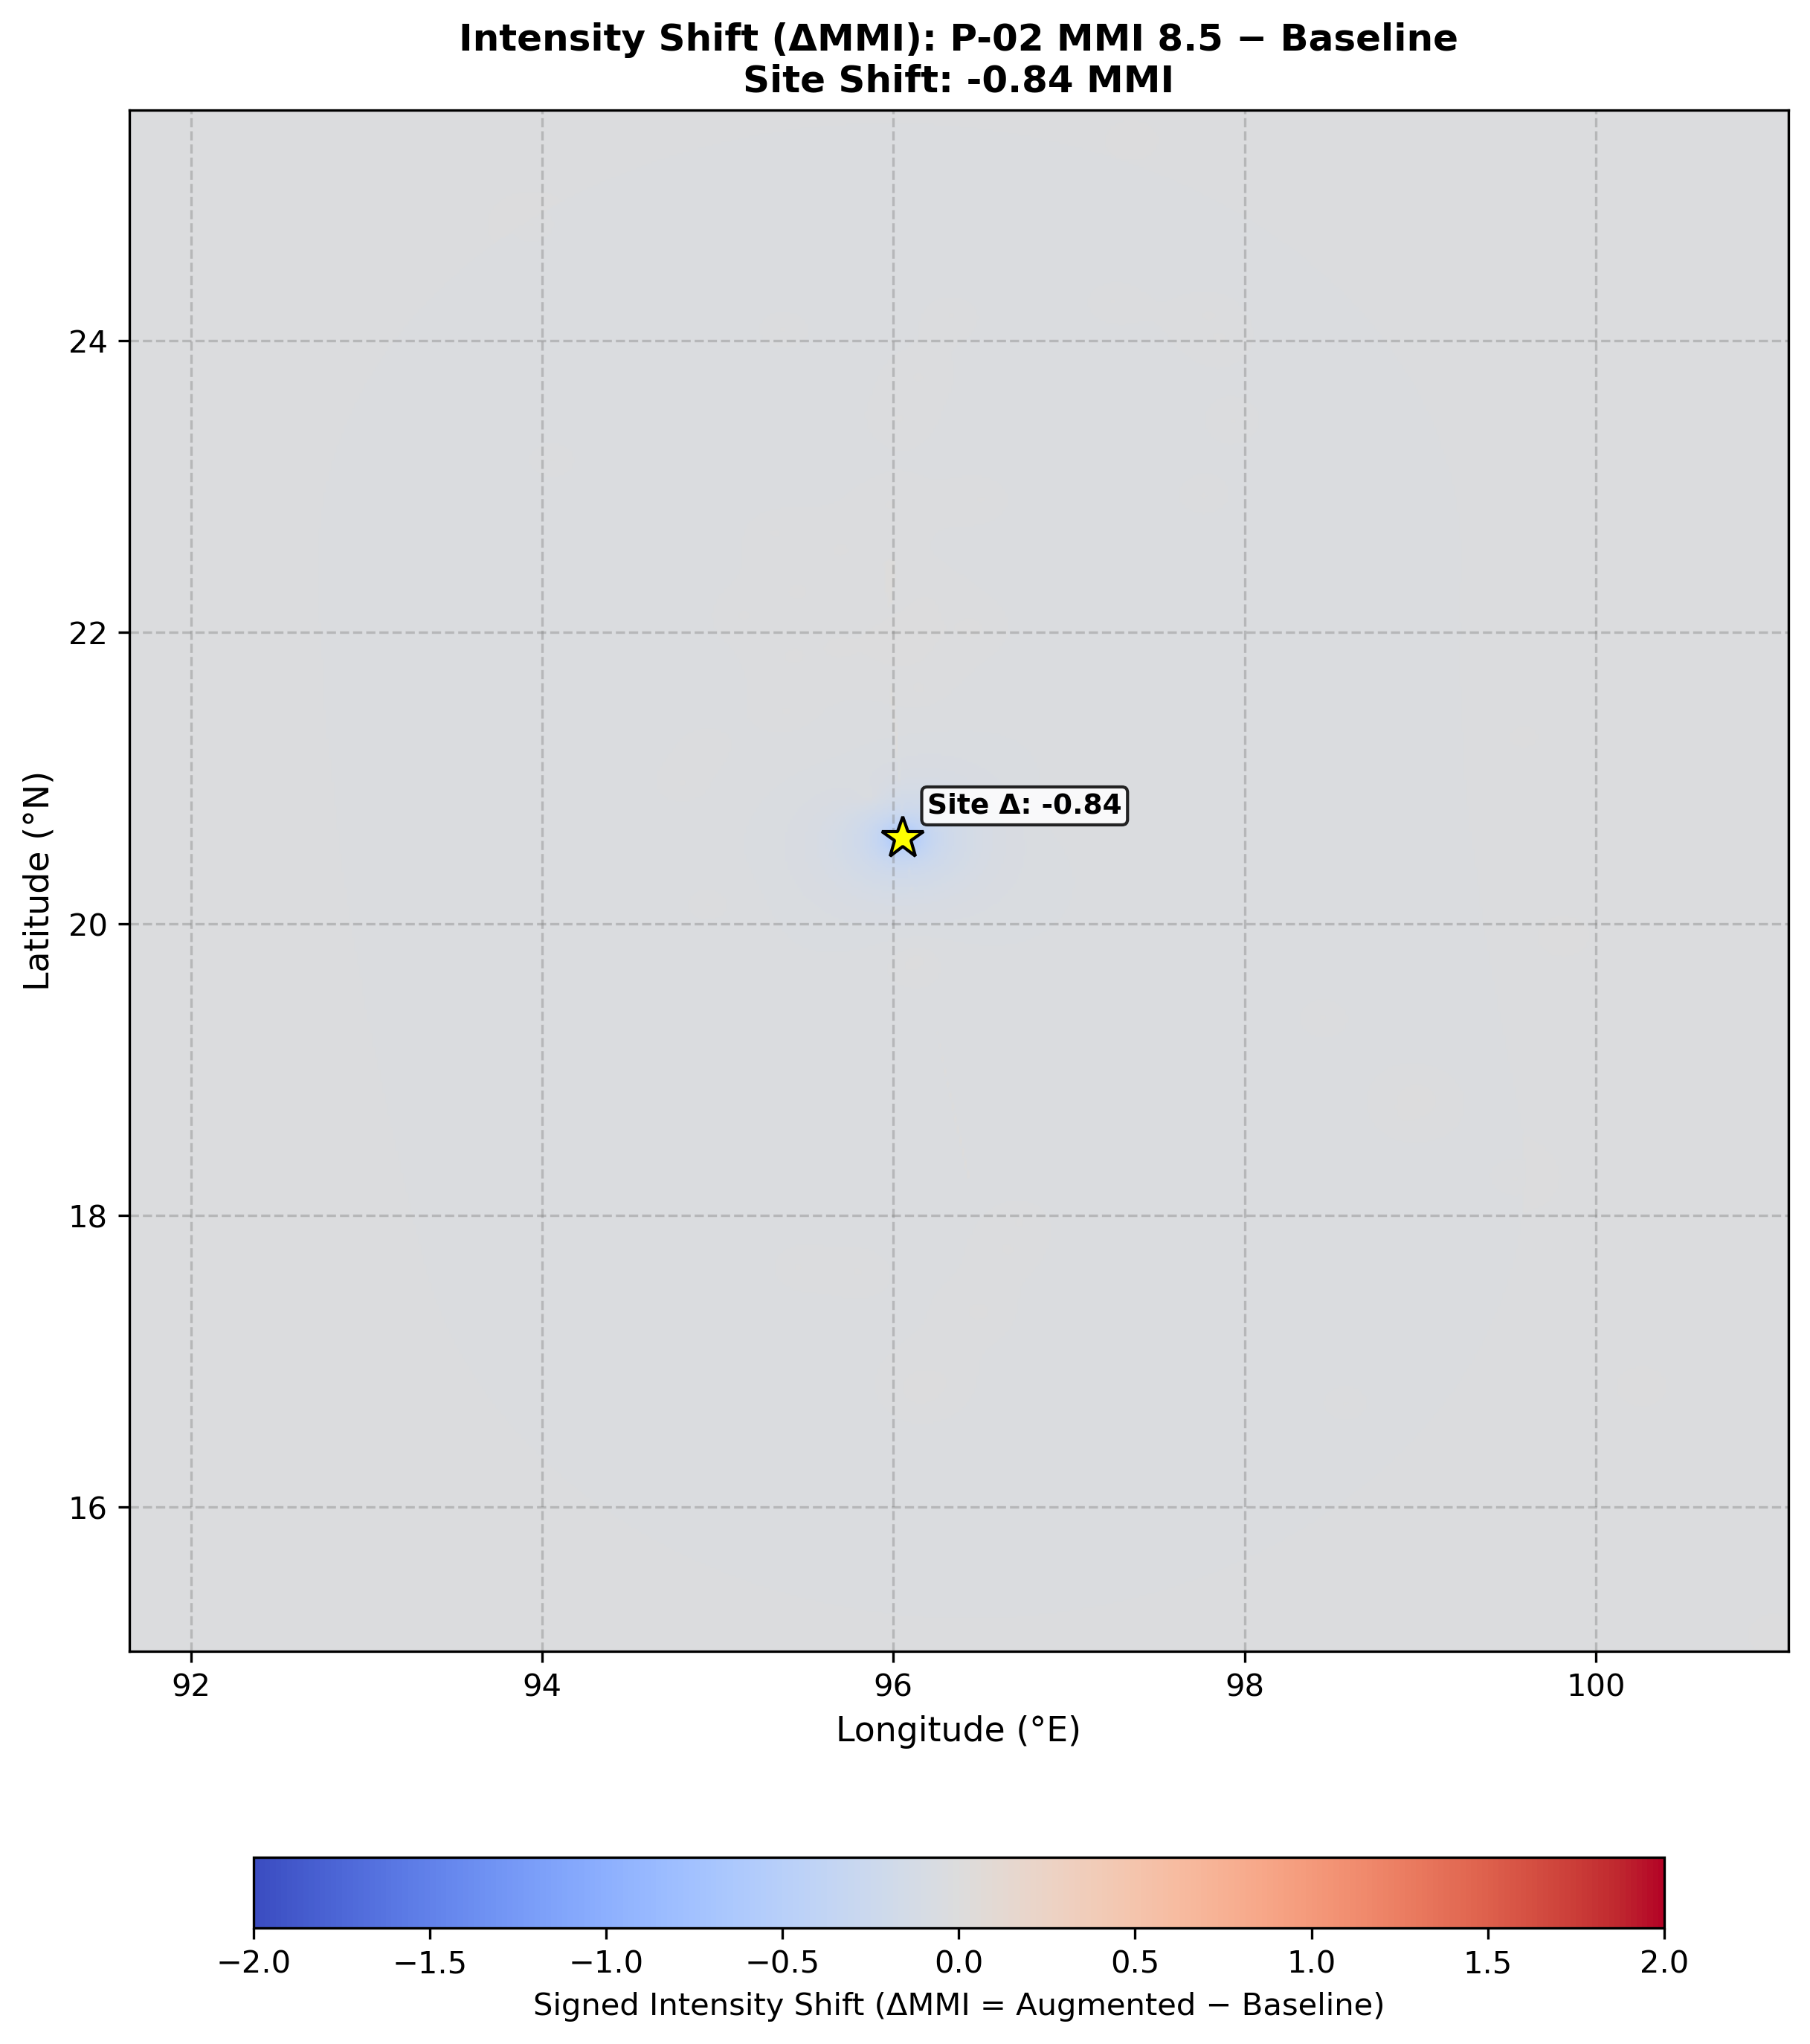 Intensity Shift (ΔMMI): P-02 MMI 8.5 − Baseline
Site Shift: -0.84 MMI
24
22
20
18
16
Latitude (°N)
Site Δ: -0.84
92 94 96 98 100
Longitude (°E)
−2.0 −1.5 −1.0 −0.5 0.0 0.5 1.0 1.5 2.0
Signed Intensity Shift (ΔMMI = Augmented − Baseline)